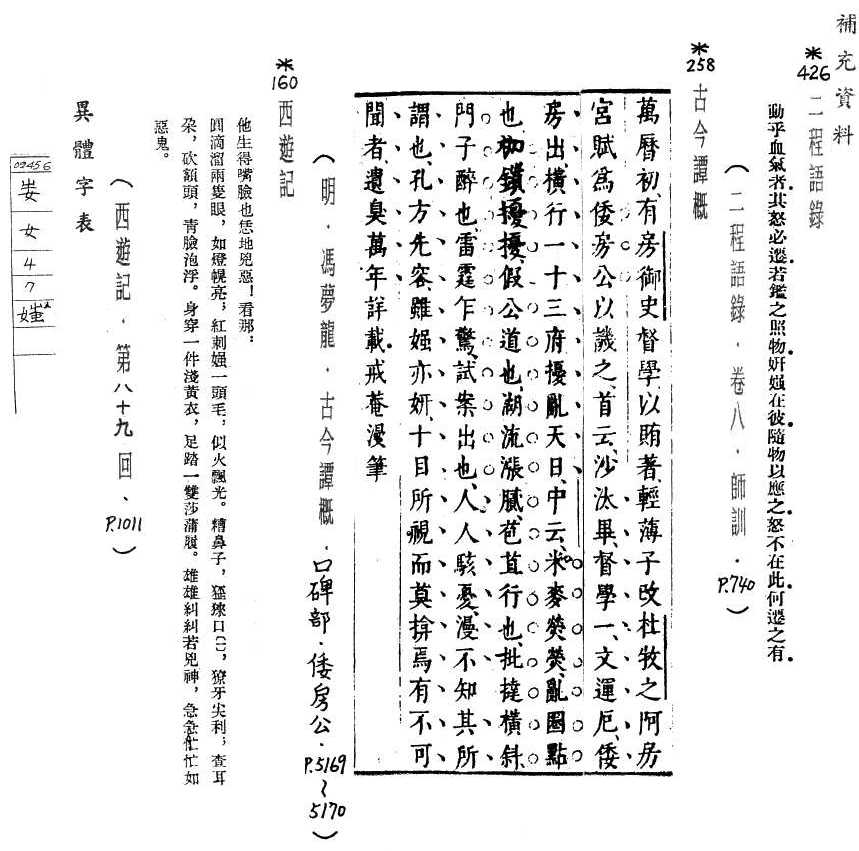 補充資料
*426 二程語錄
動乎血氣者其怒必遷若鑑之照物妍媸在彼隨物以應之怒不在此何遷之有
(二程語錄．卷八．師訓．P.740)
*258 古今譚概
萬曆初有房御史督學以賄著輕薄子改杜牧之阿房
宮賦爲倭房公以譏之首云沙汰畢督學一文運厄倭
房出橫行一十三府擾亂天日中云米麥熒熒亂圈點
也枷鎖擾擾假公道也湖流漲膩苞苴行也批撻橫斜
門子醉也雷霆乍驚試案出也人人駭憂漫不知其所
謂也孔方先容雖媸亦妍十目所視而莫揜焉有不可
聞者遺臭萬年詳載戒菴漫筆
(明．馮夢龍．古今譚概．口碑部．倭房公．P.5169~5170)
*160 西遊記
他生得嘴臉也恁地兇惡！看那。
圓滴溜兩隻眼，如燈幌亮；紅刺媸一頭毛，似火飄光。糟鼻子，猛㹸口㈡，獠牙尖利；查耳
朶，砍額頭，青臉泡浮。身穿一件淺黃衣，足踏一雙莎蒲履。雄雄糾糾若兇神，急急忙忙如
惡鬼。
(西遊記．第八十九回、P.1011)
異體字表
09456
女
4
7
媸